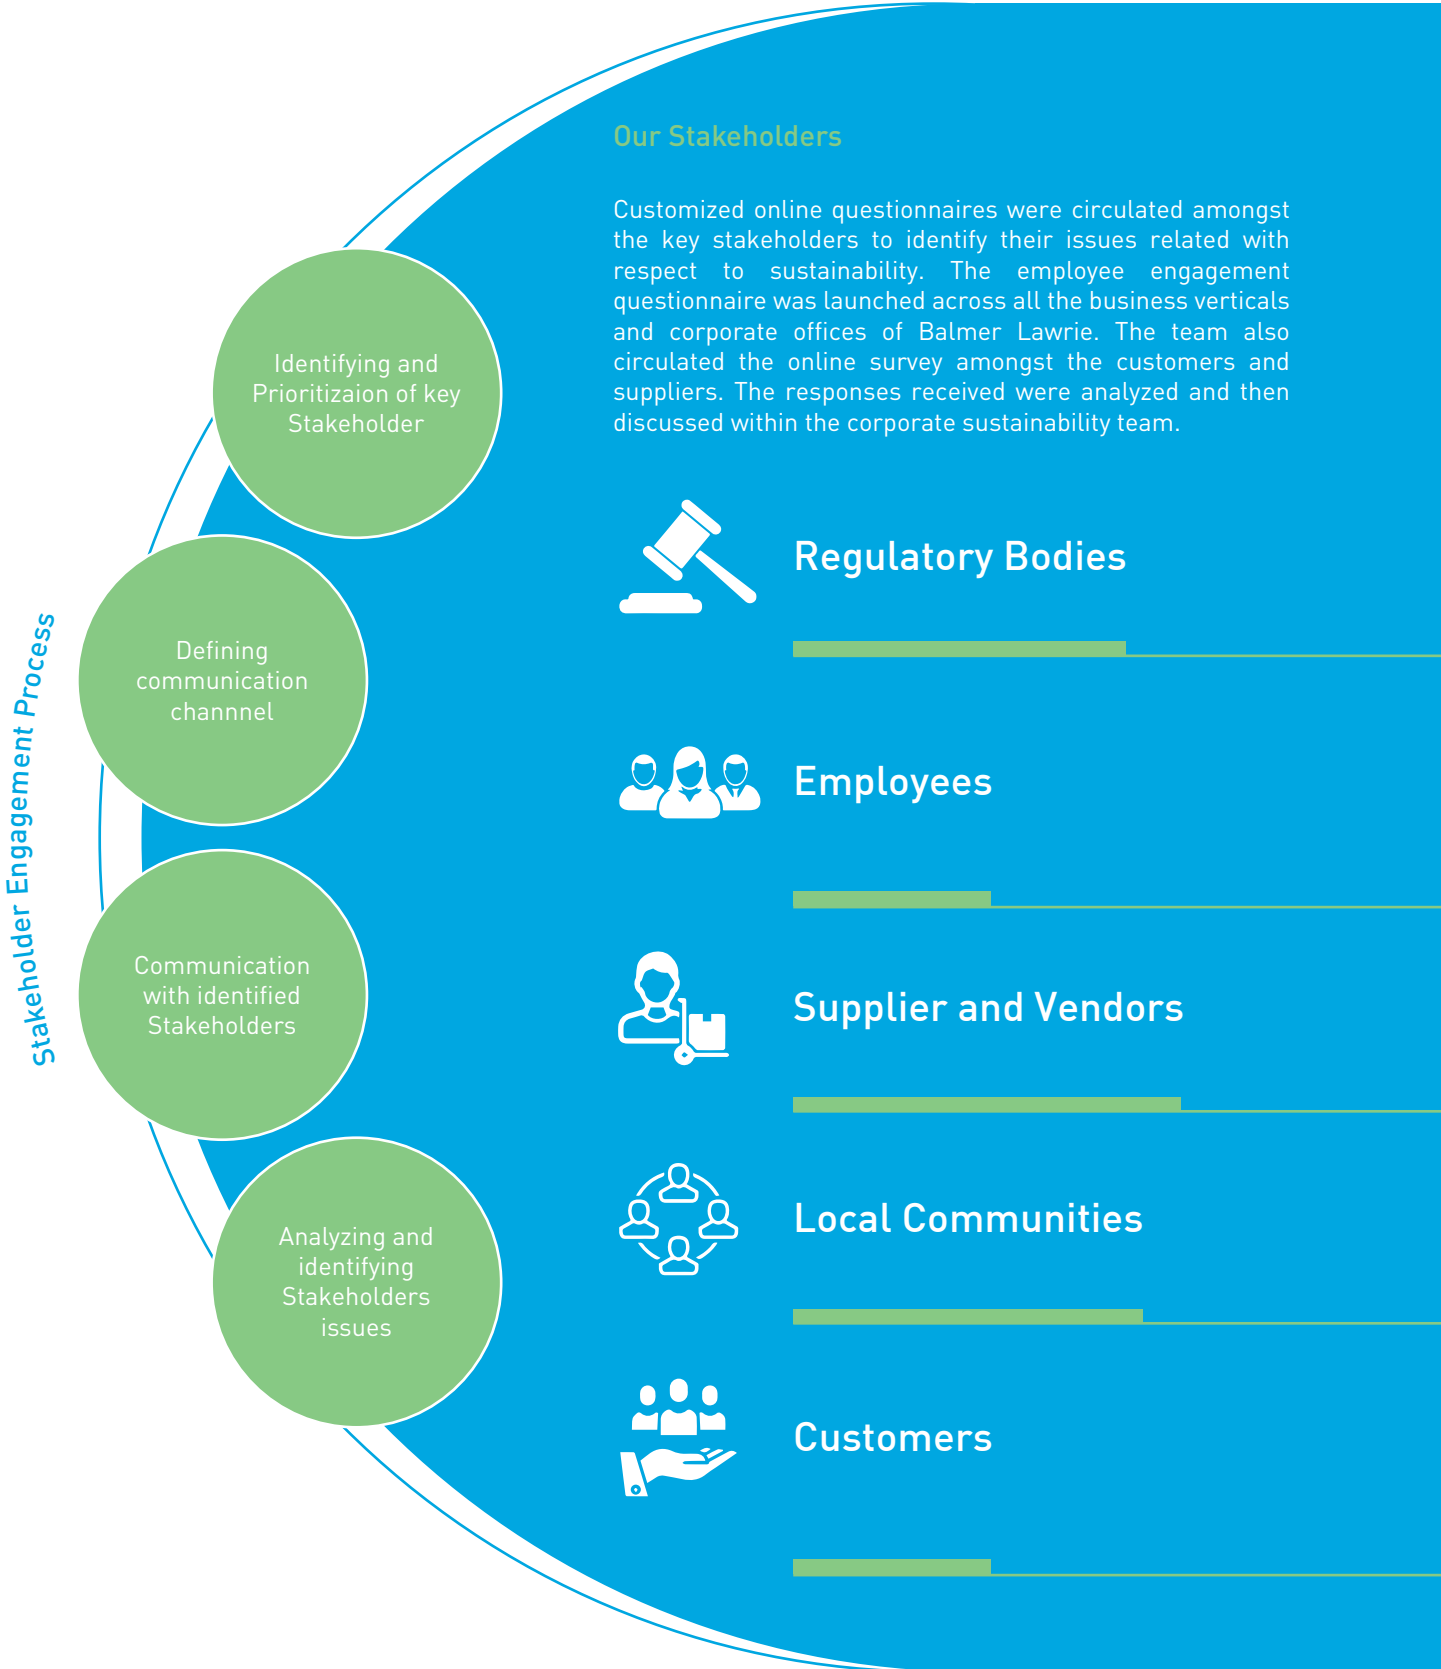 Stakeholder Engagement Process
Identifying and
Prioritizaion of key
Stakeholder
Defining
communication
channnel
Communication
with identified
Stakeholders
Analyzing and
identifying
Stakeholders
issues
Our Stakeholders
Customized online questionnaires were circulated amongst
the key stakeholders to identify their issues related with
respect to sustainability. The employee engagement
questionnaire was launched across all the business verticals
and corporate offices of Balmer Lawrie. The team also
circulated the online survey amongst the customers and
suppliers. The responses received were analyzed and then
discussed within the corporate sustainability team.
Regulatory Bodies
Employees
Supplier and Vendors
Local Communities
Customers